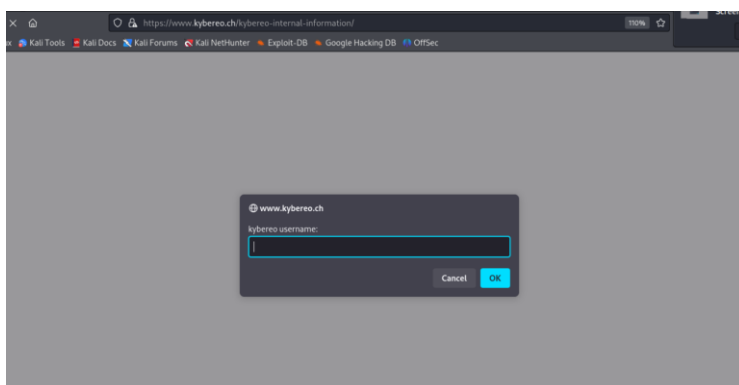 https://www.kybereo.ch/kybereo-internal-information/
110%
Kali Tools Kali Docs Kali Forums Kali NetHunter Exploit-DB Google Hacking DB OffSec
www.kybereo.ch
kybereo username:
Cancel OK